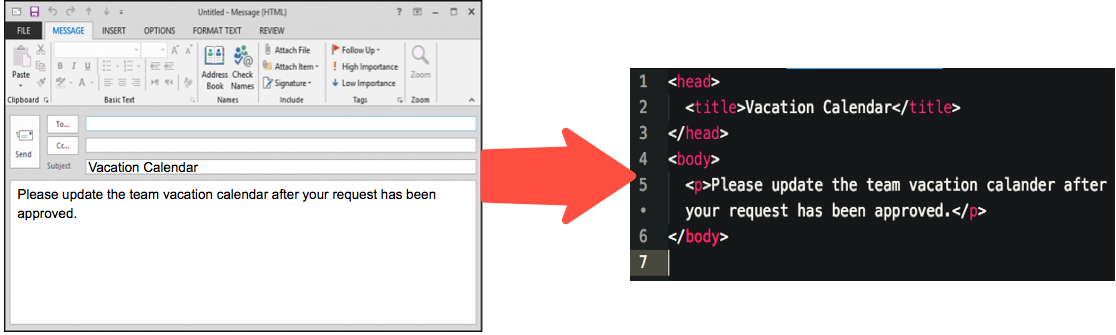 Untitled - Message (HTML)
?
FILE MESSAGE INSERT OPTIONS FORMAT TEXT REVIEW
Paste
B I U
A
A A
Address Book
Check Names
Attach File
Attach Item
Signature
Follow Up
High Importance
Low Importance
Zoom
Clipboard Basic Text Names Include Tags Zoom
Send
To...
Cc...
Subject Vacation Calendar
Please update the team vacation calendar after your request has been
approved.
1 <head>
2 <title>Vacation Calendar</title>
3 </head>
4 <body>
5 <p>Please update the team vacation calander after
• your request has been approved.</p>
6 </body>
7